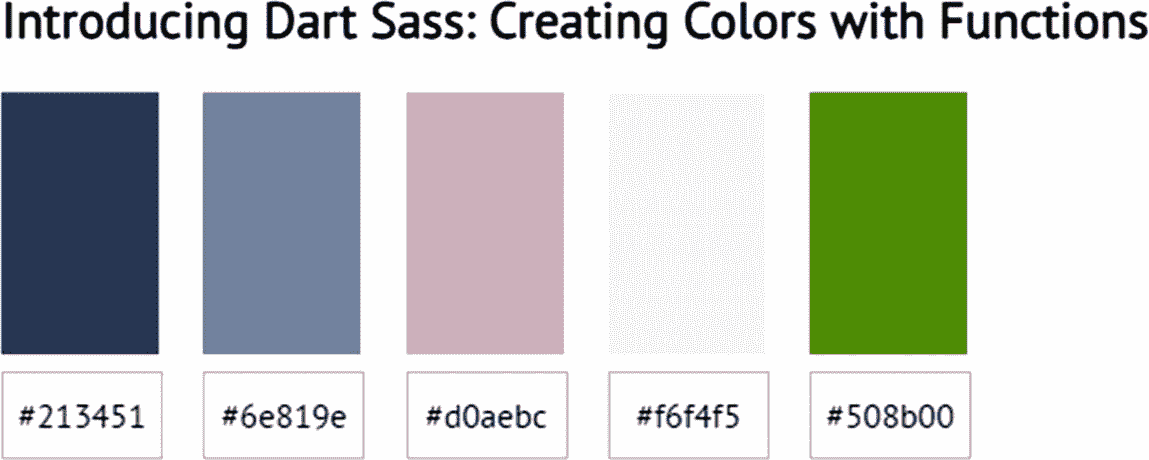 Introducing Dart Sass: Creating Colors with Functions
#213451 #6e819e #d0aebc #f6f4f5 #508b00